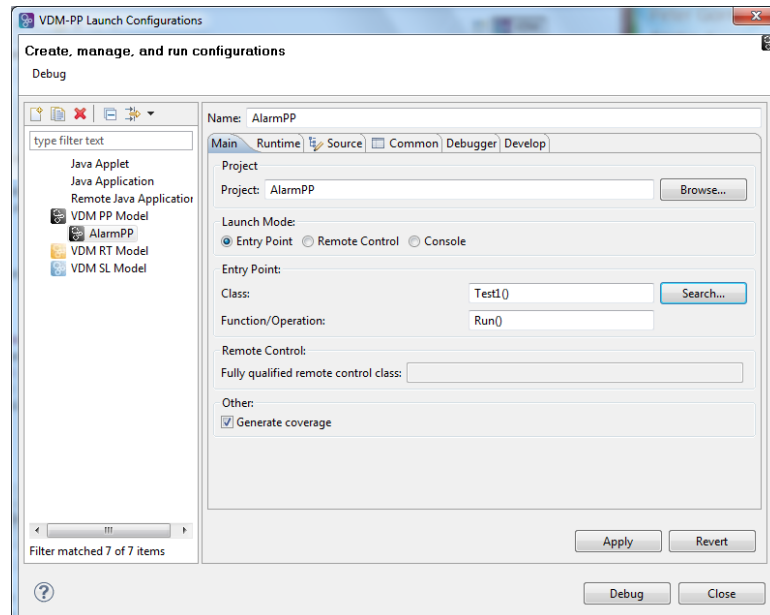 VDM-PP Launch Configurations
Create, manage, and run configurations
Debug
type filter text
Java Applet
Java Application
Remote Java Application
VDM PP Model
AlarmPP
VDM RT Model
VDM SL Model
Filter matched 7 of 7 items
Name: AlarmPP
Main Runtime Source Common Debugger Develop
Project
Project: AlarmPP Browse...
Launch Mode:
Entry Point Remote Control Console
Entry Point:
Class: Test1() Search...
Function/Operation: Run()
Remote Control:
Fully qualified remote control class:
Other:
Generate coverage
Apply Revert
? Debug Close